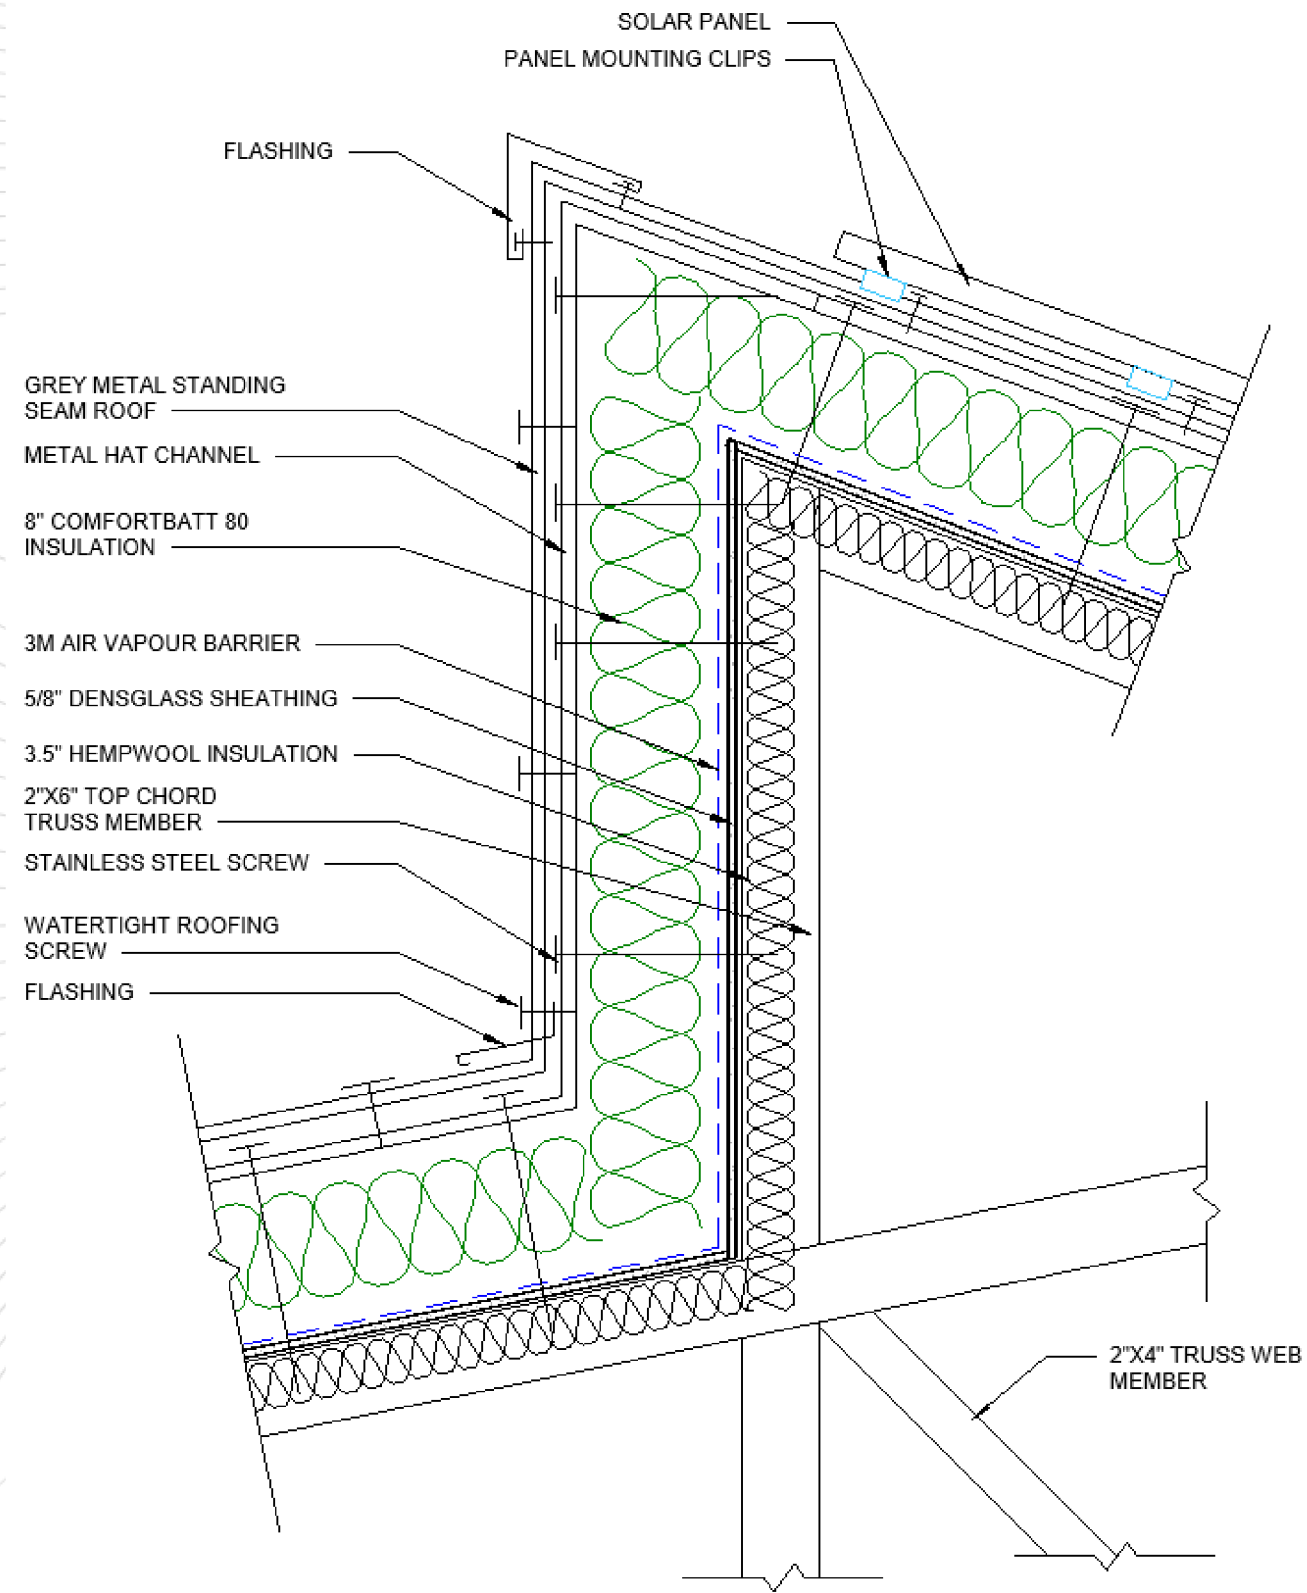 SOLAR PANEL
PANEL MOUNTING CLIPS
FLASHING
GREY METAL STANDING
SEAM ROOF
METAL HAT CHANNEL
8" COMFORTBATT 80
INSULATION
3M AIR VAPOUR BARRIER
5/8" DENSGLASS SHEATHING
3.5" HEMPWOOL INSULATION
2"X6" TOP CHORD
TRUSS MEMBER
STAINLESS STEEL SCREW
WATERTIGHT ROOFING
SCREW
FLASHING
2"X4" TRUSS WEB
MEMBER